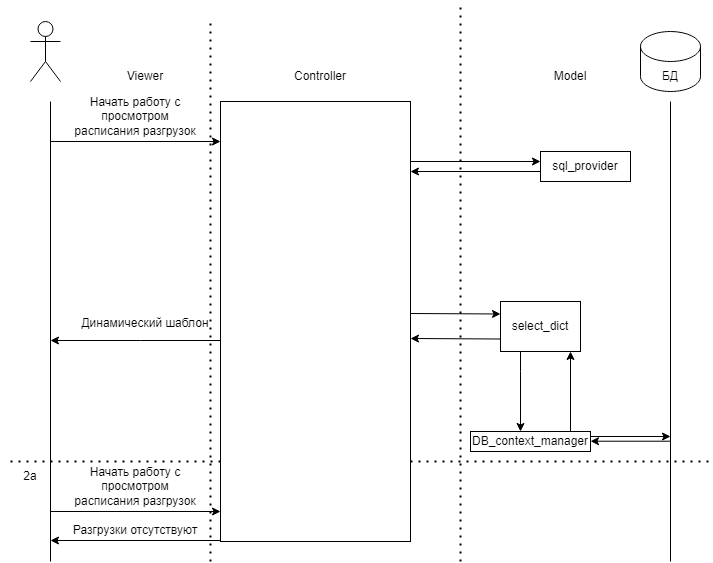 Viewer
Controller
Model
БД
Начать работу с
просмотром
расписания разгрузок
sql_provider
Динамический шаблон
select_dict
DB_context_manager
2а
Начать работу с
просмотром
расписания разгрузок
Разгрузки отсутствуют